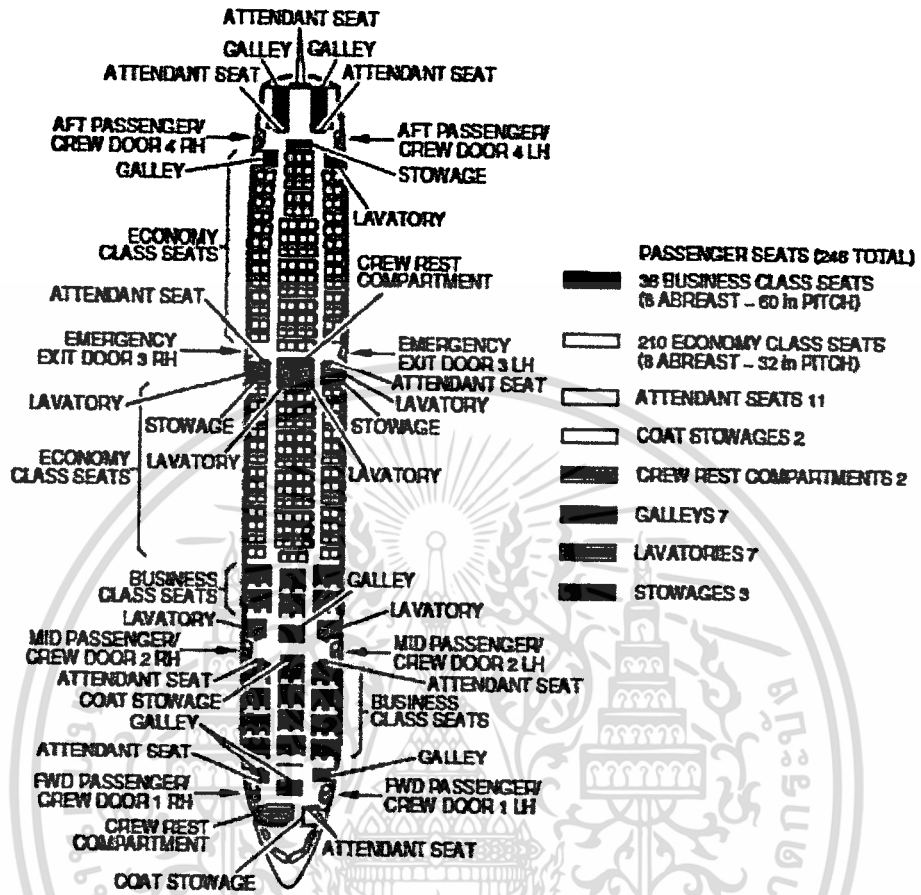 ATTENDANT SEAT
GALLEY GALLEY
ATTENDANT SEAT ATTENDANT SEAT
AFT PASSENGER/
CREW DOOR 4 RH
AFT PASSENGER/
CREW DOOR 4 LH
GALLEY
STOWAGE
LAVATORY
ECONOMY
CLASS SEATS
CREW REST
COMPARTMENT
ATTENDANT SEAT
EMERGENCY
EXIT DOOR 3 RH
EMERGENCY
EXIT DOOR 3 LH
ATTENDANT SEAT
LAVATORY
LAVATORY
STOWAGE
STOWAGE
LAVATORY
LAVATORY
ECONOMY
CLASS SEATS
BUSINESS
CLASS SEATS
GALLEY
LAVATORY
LAVATORY
MID PASSENGER/
CREW DOOR 2 RH
MID PASSENGER/
CREW DOOR 2 LH
ATTENDANT SEAT
ATTENDANT SEAT
COAT STOWAGE
BUSINESS
CLASS SEATS
GALLEY
ATTENDANT SEAT
GALLEY
FWD PASSENGER/
CREW DOOR 1 RH
FWD PASSENGER/
CREW DOOR 1 LH
CREW REST
COMPARTMENT
ATTENDANT SEAT
COAT STOWAGE
PASSENGER SEATS (246 TOTAL)
36 BUSINESS CLASS SEATS
(6 ABREAST – 60 in PITCH)
210 ECONOMY CLASS SEATS
(8 ABREAST – 32 in PITCH)
ATTENDANT SEATS 11
COAT STOWAGES 2
CREW REST COMPARTMENTS 2
GALLEYS 7
LAVATORIES 7
STOWAGES 3